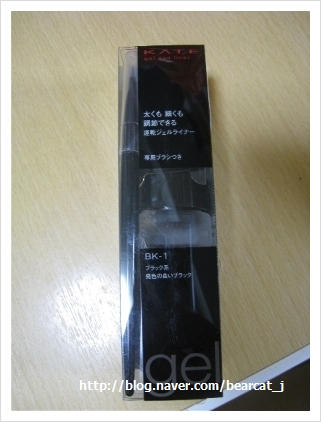 KATE
gel pen liner
太くも 細くも
調節できる
速乾ジェルライナー
専用ブラシつき
BK-1
ブラック系
発色の良いブラック
gel
http://blog.naver.com/bearcat_j